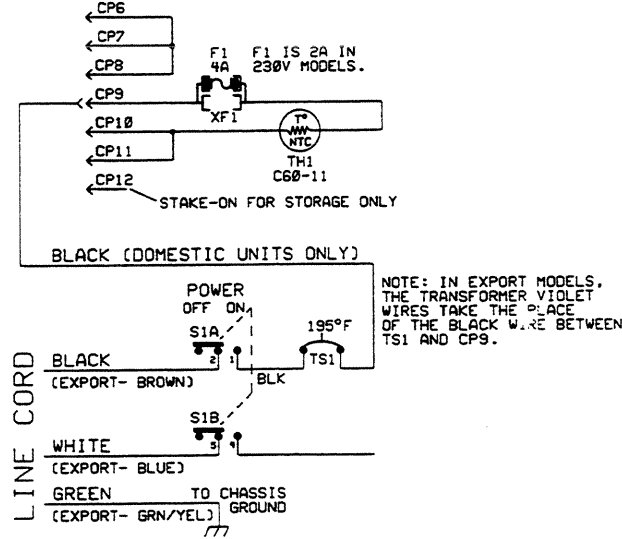 CP6
CP7
CP8
F1
4A
F1 IS 2A IN
230V MODELS.
CP9
XF1
CP10
T°
NTC
CP11
TH1
C60-11
CP12
STAKE-ON FOR STORAGE ONLY
BLACK (DOMESTIC UNITS ONLY)
NOTE: IN EXPORT MODELS,
THE TRANSFORMER VIOLET
WIRES TAKE THE PLACE
OF THE BLACK WIRE BETWEEN
TS1 AND CP9.
POWER
OFF ON
S1A
195°F
2
1
TS1
BLACK
BLK
(EXPORT- BROWN)
S1B
5
4
WHITE
(EXPORT- BLUE)
GREEN
(EXPORT- GRN/YEL)
TO CHASSIS
GROUND
LINE CORD